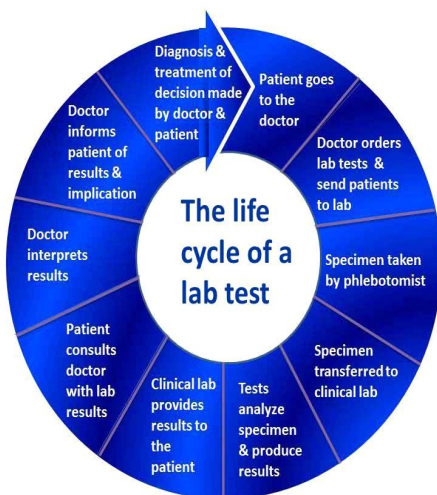 Diagnosis &
treatment of
decision made
by doctor &
patient
Patient goes
to the
doctor
Doctor orders
lab tests &
send patients
to lab
Specimen taken
by phlebotomist
Specimen
transferred to
clinical lab
Tests
analyze
specimen
& produce
results
Clinical lab
provides
results to
the
patient
Patient
consults
doctor
with lab
results
Doctor
interprets
results
Doctor
informs
patient of
results &
implication
The life
cycle of a
lab test